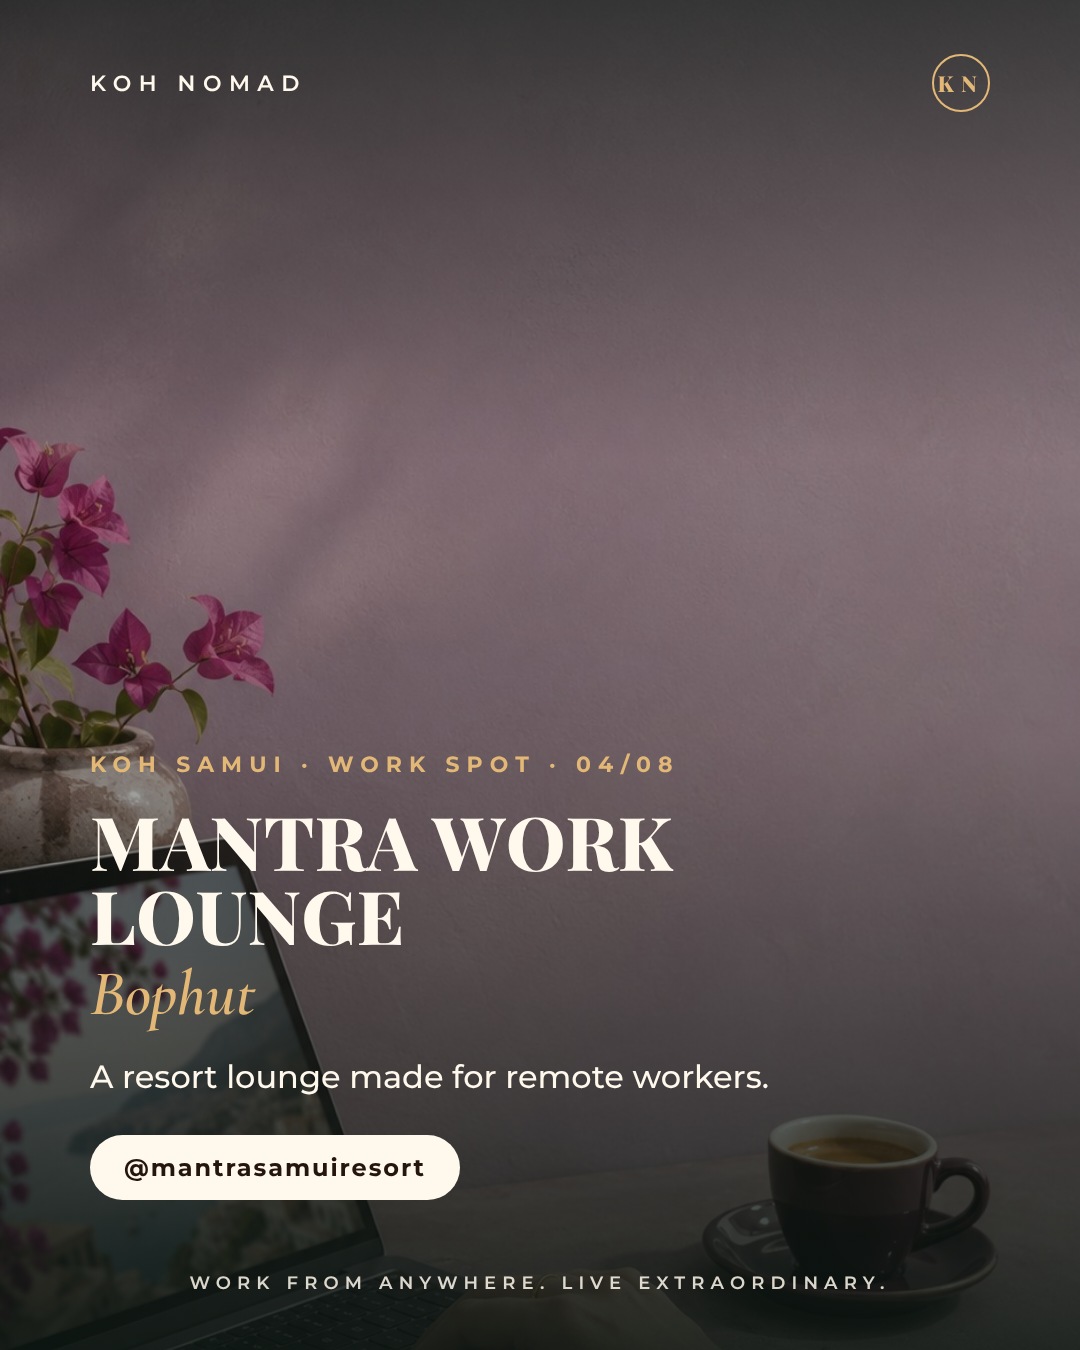 KOH NOMAD
KN
KOH SAMUI · WORK SPOT · 04/08
MANTRA WORK
LOUNGE
Bophut
A resort lounge made for remote workers.
@mantrasamuiresort
WORK FROM ANYWHERE. LIVE EXTRAORDINARY.